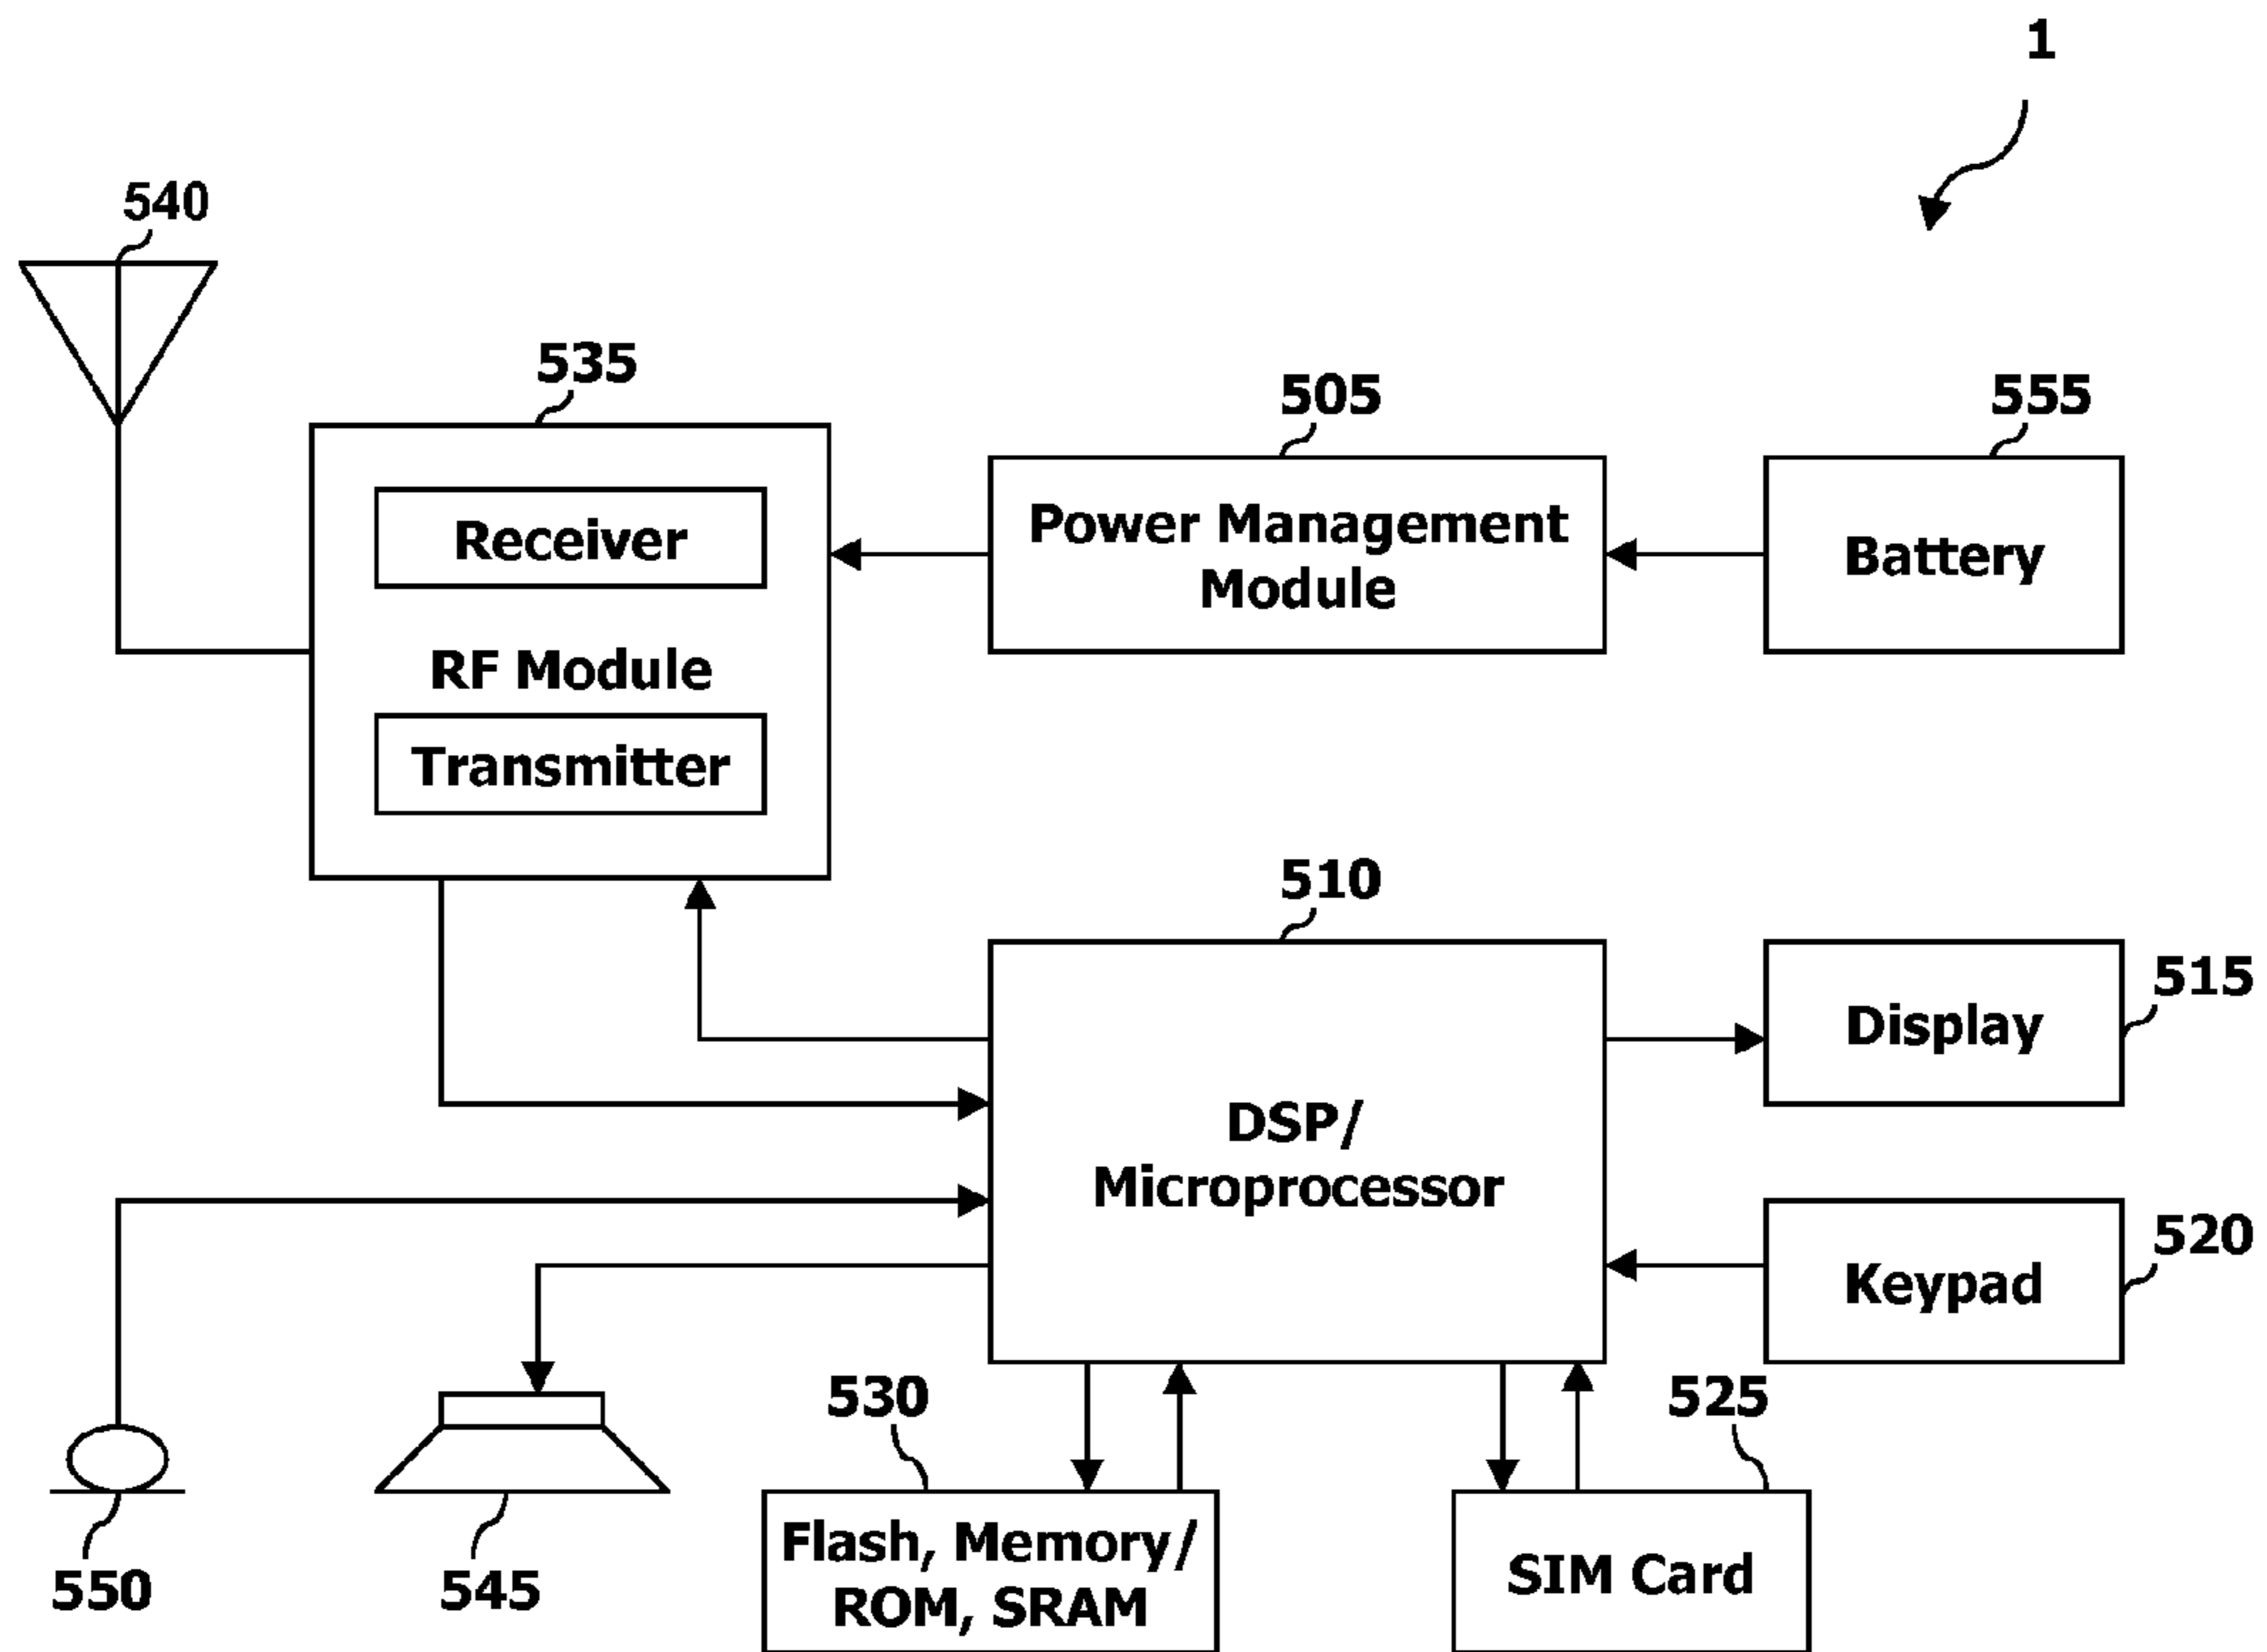 1
540
535
505
555
Receiver
Power Management
Module
Battery
RF Module
Transmitter
510
515
Display
DSP/
Microprocessor
520
Keypad
530
525
Flash, Memory/
ROM, SRAM
SIM Card
550
545